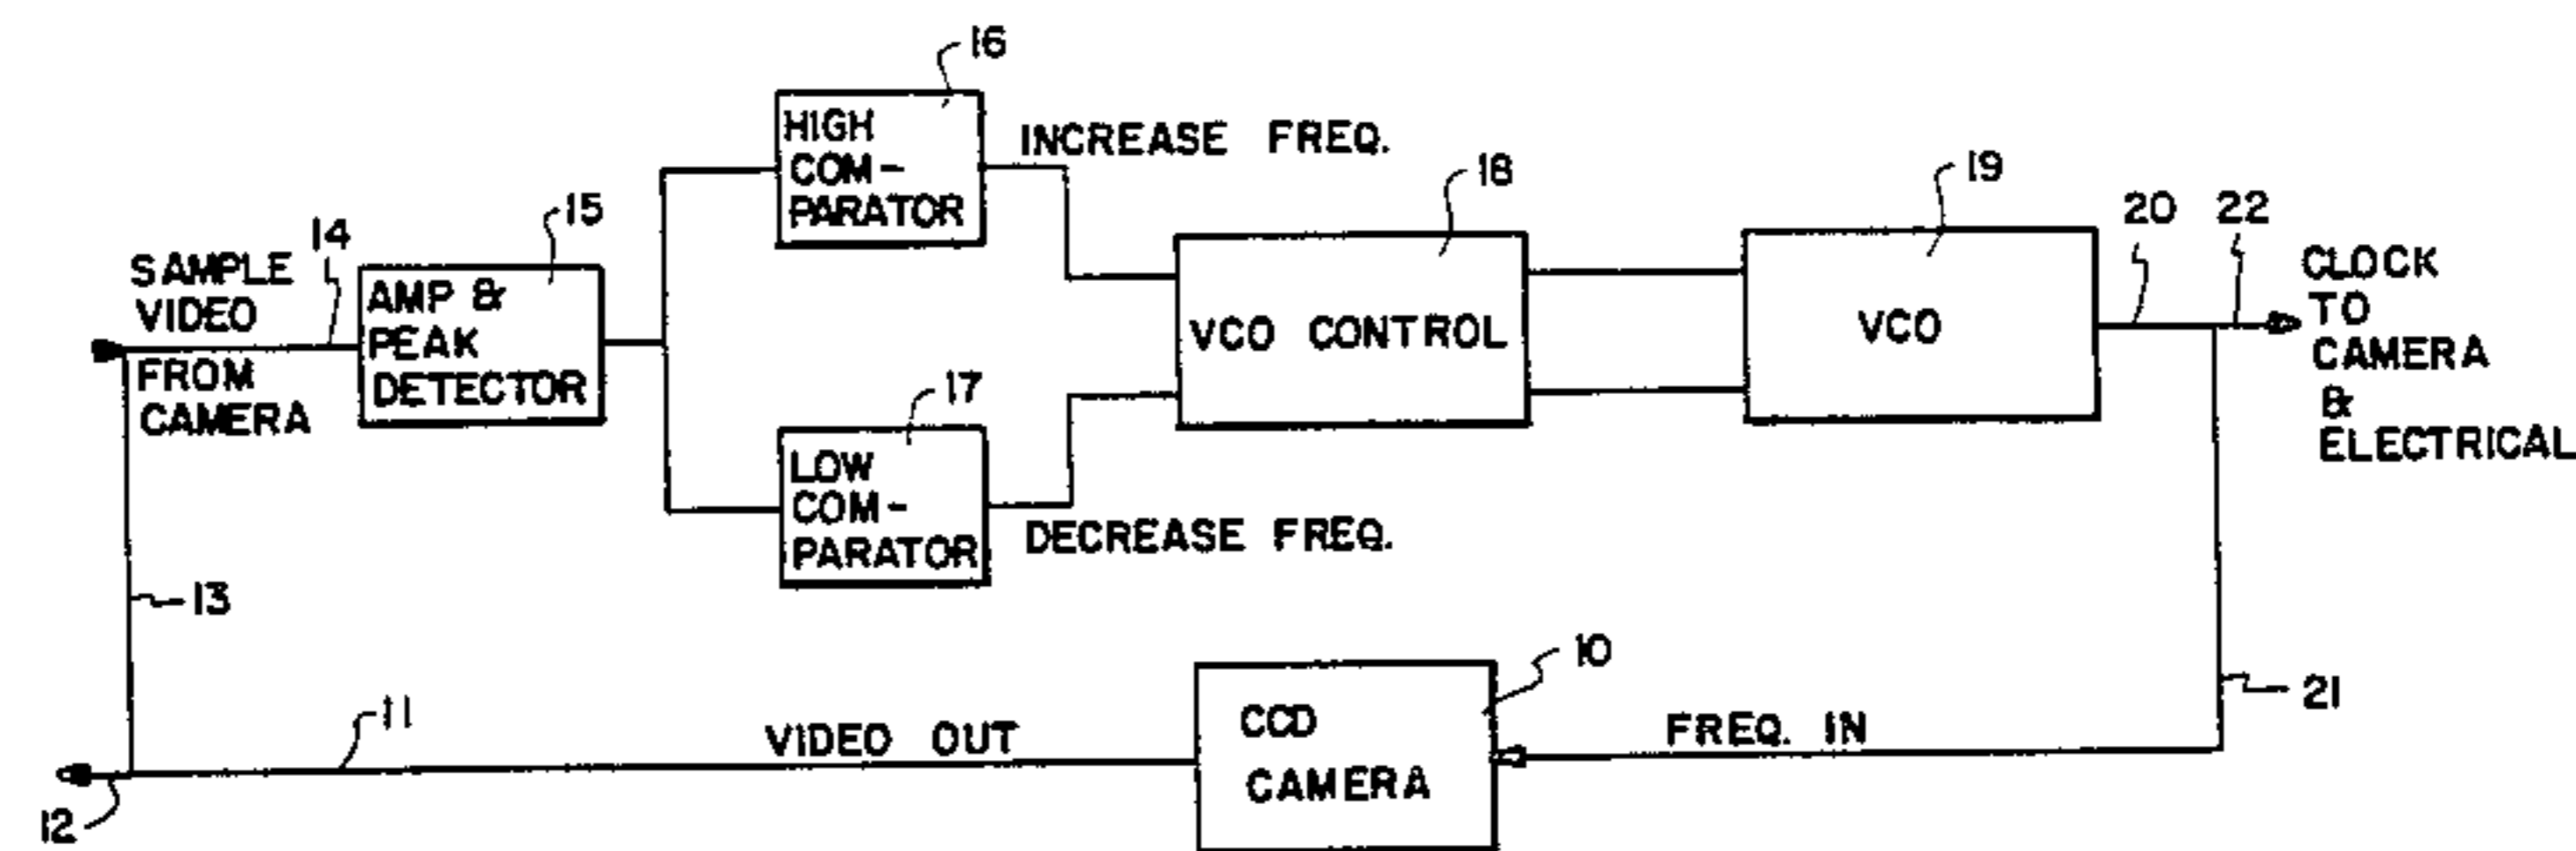 16
HIGH
COM-
PARATOR
INCREASE FREQ.
18
19
15
14
20
22
SAMPLE
VIDEO
FROM
CAMERA
AMP &
PEAK
DETECTOR
VCO CONTROL
VCO
CLOCK
TO
CAMERA
&
ELECTRICAL
17
LOW
COM-
PARATOR
DECREASE FREQ.
13
10
21
11
VIDEO OUT
CCD
CAMERA
FREQ. IN
12